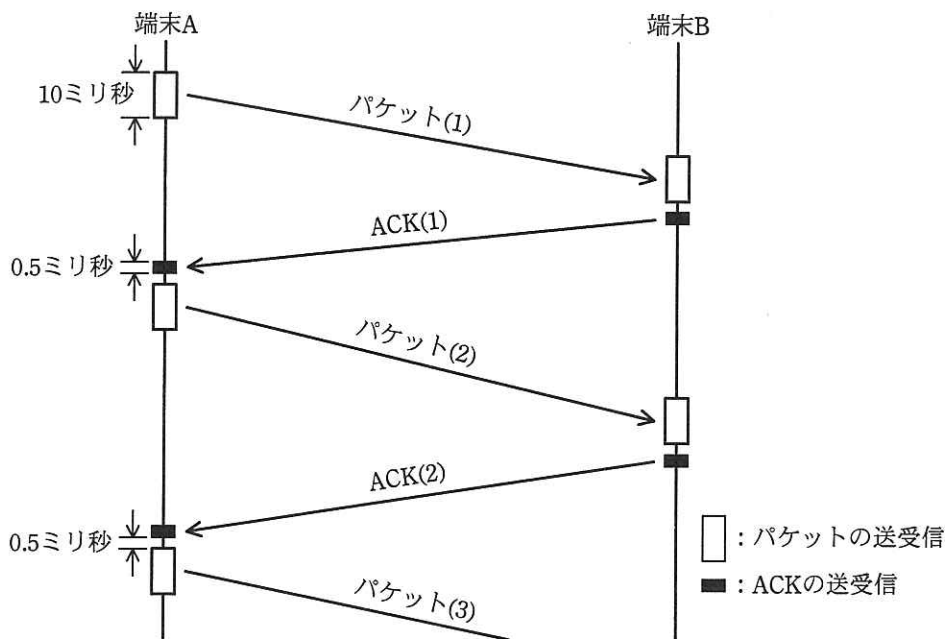 端末A
端末B
10ミリ秒
パケット(1)
ACK(1)
0.5ミリ秒
パケット(2)
ACK(2)
0.5ミリ秒
パケット(3)
：パケットの送受信
：ACKの送受信